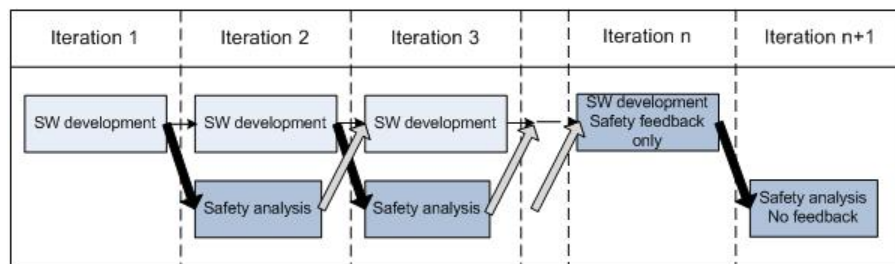 Iteration 1
Iteration 2
Iteration 3
Iteration n
Iteration n+1
SW development
SW development
SW development
SW development
Safety feedback
only
Safety analysis
Safety analysis
Safety analysis
No feedback